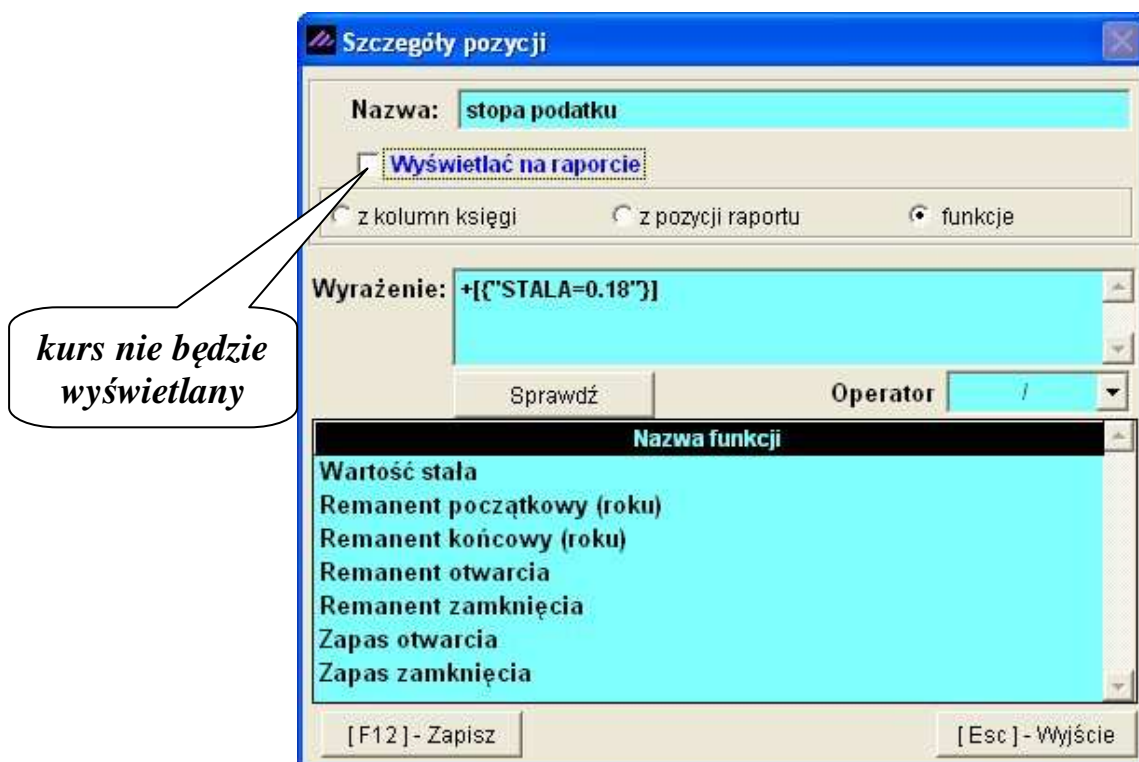 Szczegóły pozycji
Nazwa: stopa podatku
Wyświetlać na raporcie
z kolumn księgi z pozycji raportu funkcje
Wyrażenie: +[{"STALA=0.18"}]
kurs nie będzie
wyświetlany
Sprawdź Operator /
Nazwa funkcji
Wartość stała
Remanent początkowy (roku)
Remanent końcowy (roku)
Remanent otwarcia
Remanent zamknięcia
Zapas otwarcia
Zapas zamknięcia
[ F12 ] - Zapisz [ Esc ] - Wyjście